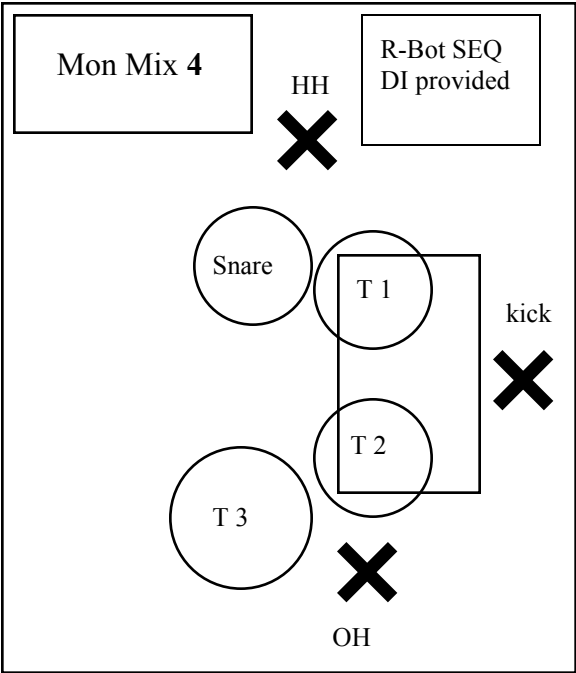 Mon Mix 4
R-Bot SEQ
DI provided
HH
Snare
T 1
kick
T 2
T 3
OH